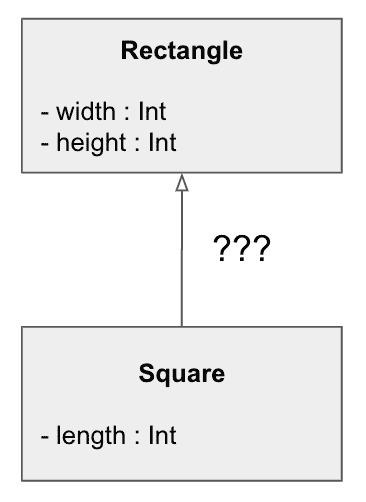 Rectangle
- width : Int
- height : Int
???
Square
- length : Int